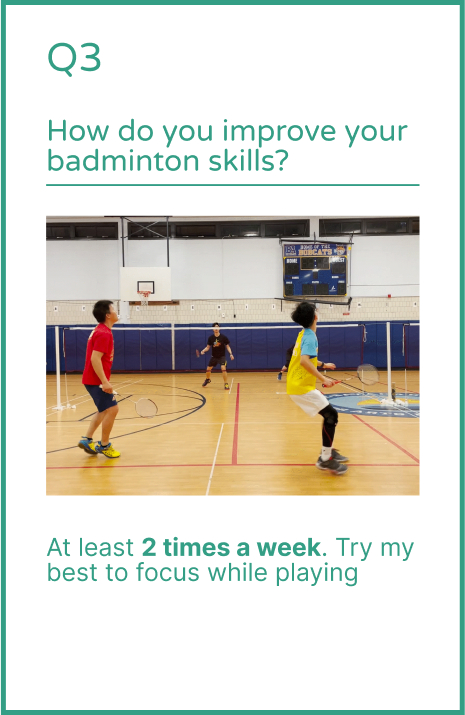 Q3
How do you improve your
badminton skills?
HOME OF THE
BOBCATS
HOME
At least 2 times a week. Try my
best to focus while playing